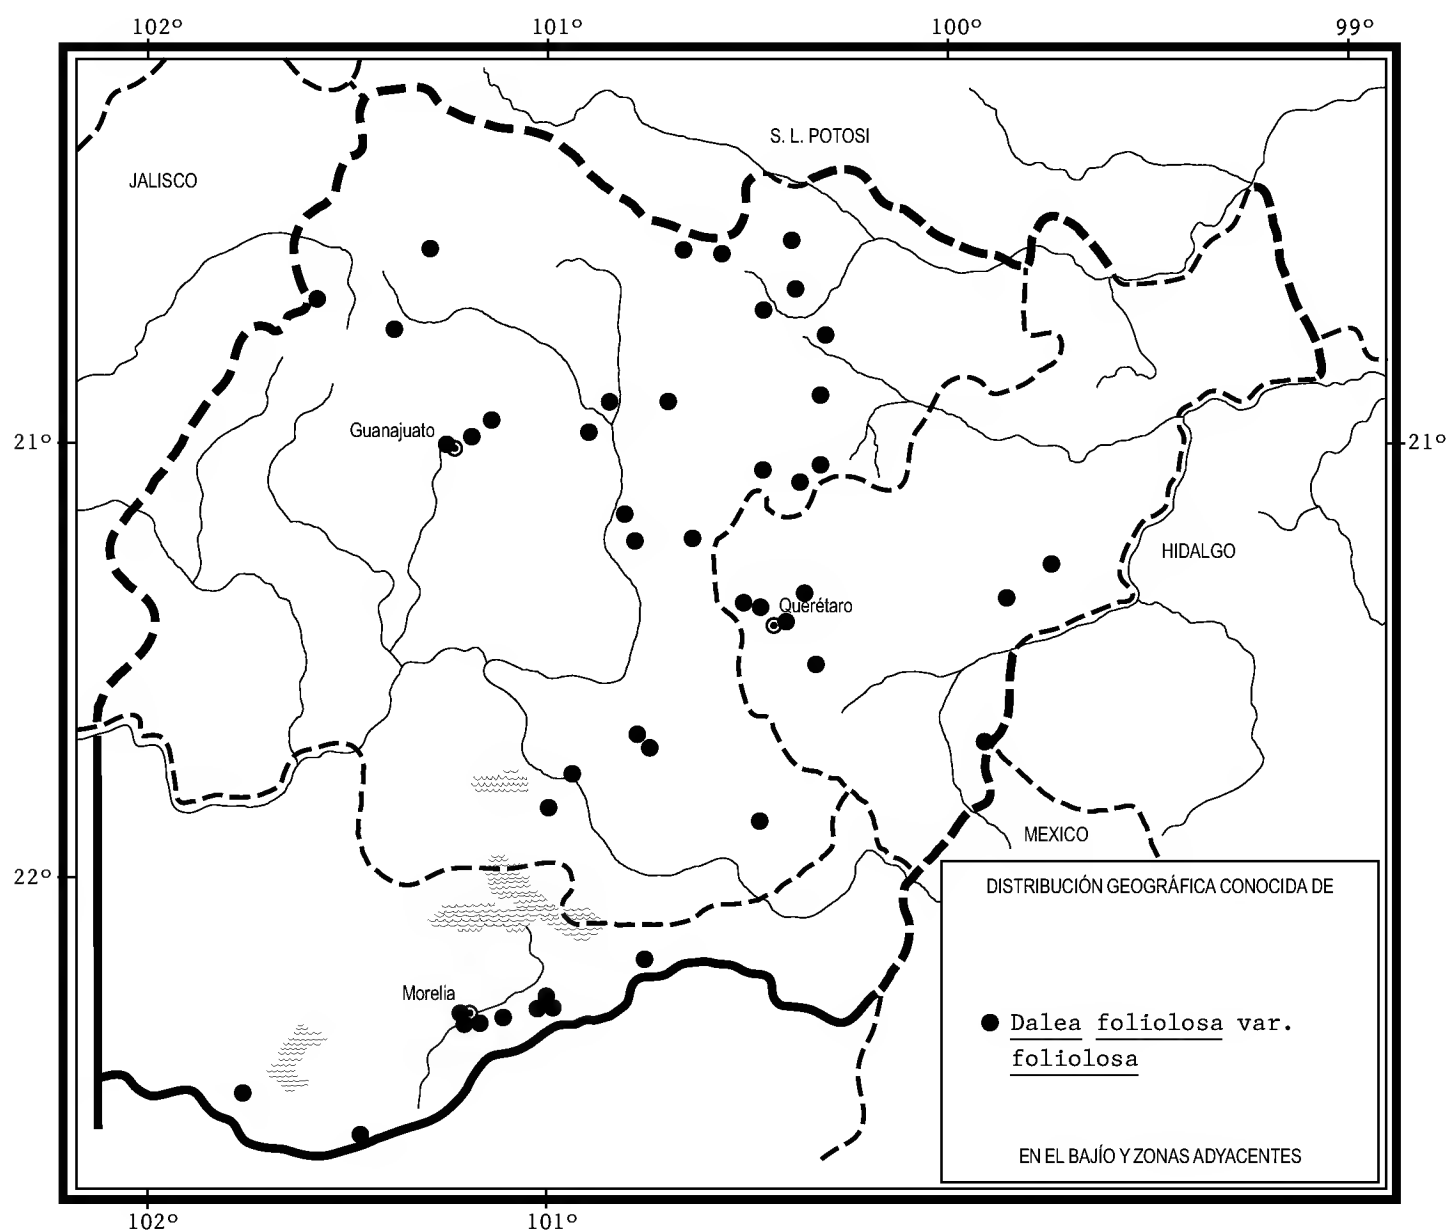 102° 101° 100° 99°
S. L. POTOSI
JALISCO
Guanajuato
21° 21°
HIDALGO
Querétaro
MEXICO
22°
DISTRIBUCIÓN GEOGRÁFICA CONOCIDA DE
Morelia
Dalea foliolosa var.
foliolosa
EN EL BAJÍO Y ZONAS ADYACENTES
102° 101°